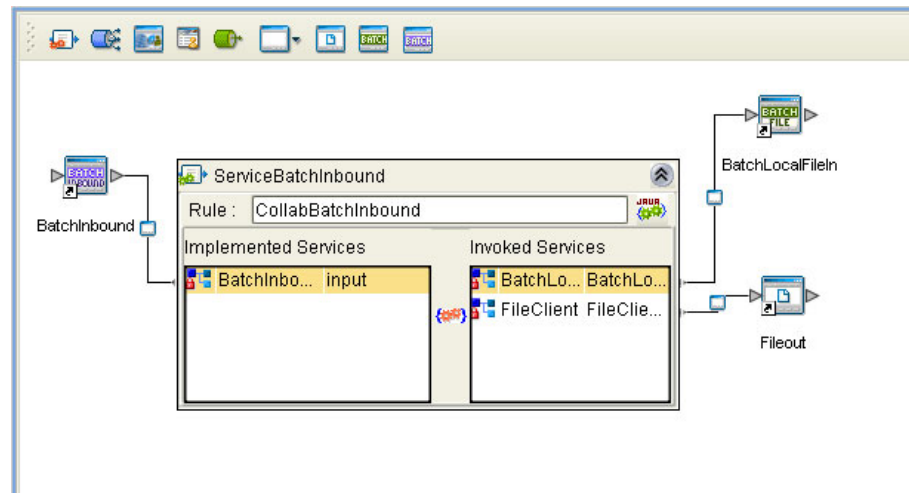 BATCH
BATCH
BATCH
FILE
BatchLocalFileIn
BATCH
INBOUND
BatchInbound
ServiceBatchInbound
Rule : CollabBatchInbound
JAVA
Implemented Services
Invoked Services
BatchInbo... input
BatchLo... BatchLo...
FileClient FileClie...
Fileout